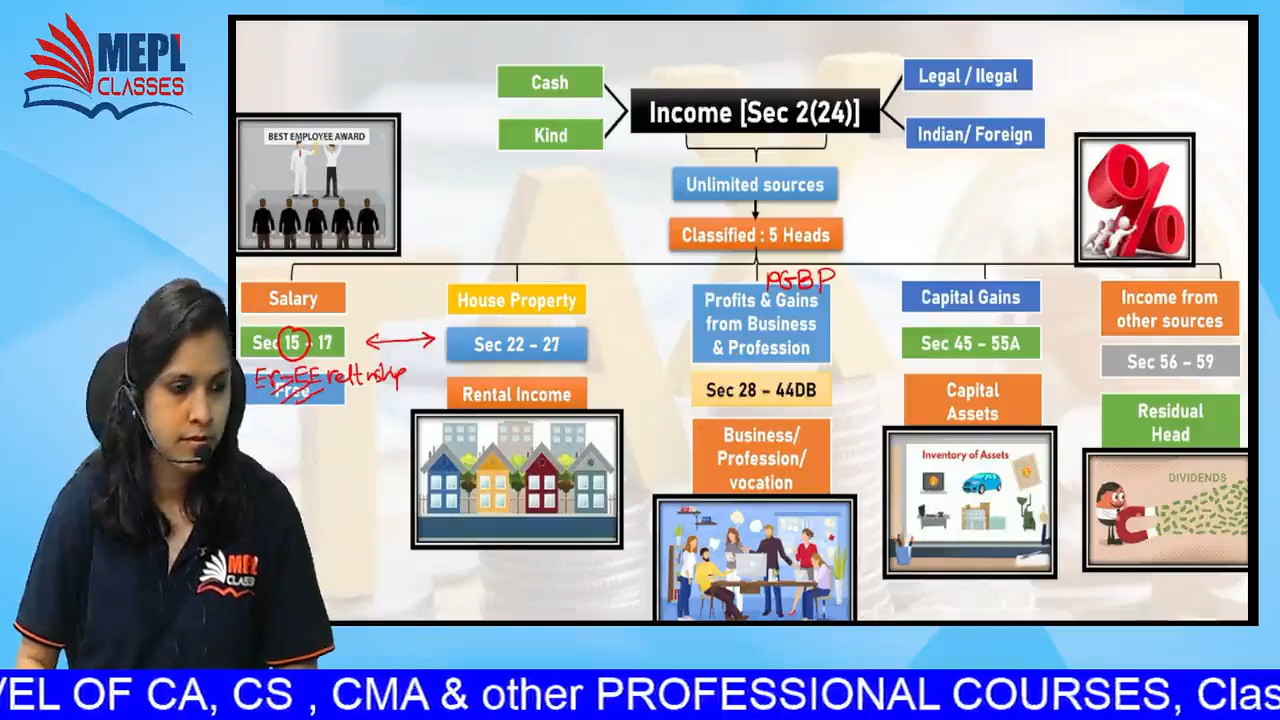 MEPL
CLASSES
Cash
Kind
Income [Sec 2(24)]
Legal / Ilegal
Indian/ Foreign
BEST EMPLOYEE AWARD
Unlimited sources
Classified : 5 Heads
PGBP
Salary
Sec 15 - 17
Er-EE reltnship
House Property
Sec 22 – 27
Rental Income
Profits & Gains
from Business
& Profession
Sec 28 – 44DB
Business/
Profession/
vocation
Capital Gains
Sec 45 – 55A
Capital
Assets
Inventory of Assets
Income from
other sources
Sec 56 – 59
Residual
Head
DIVIDENDS
MEPL
CLASSES
VEL OF CA, CS , CMA & other PROFESSIONAL COURSES, Clas